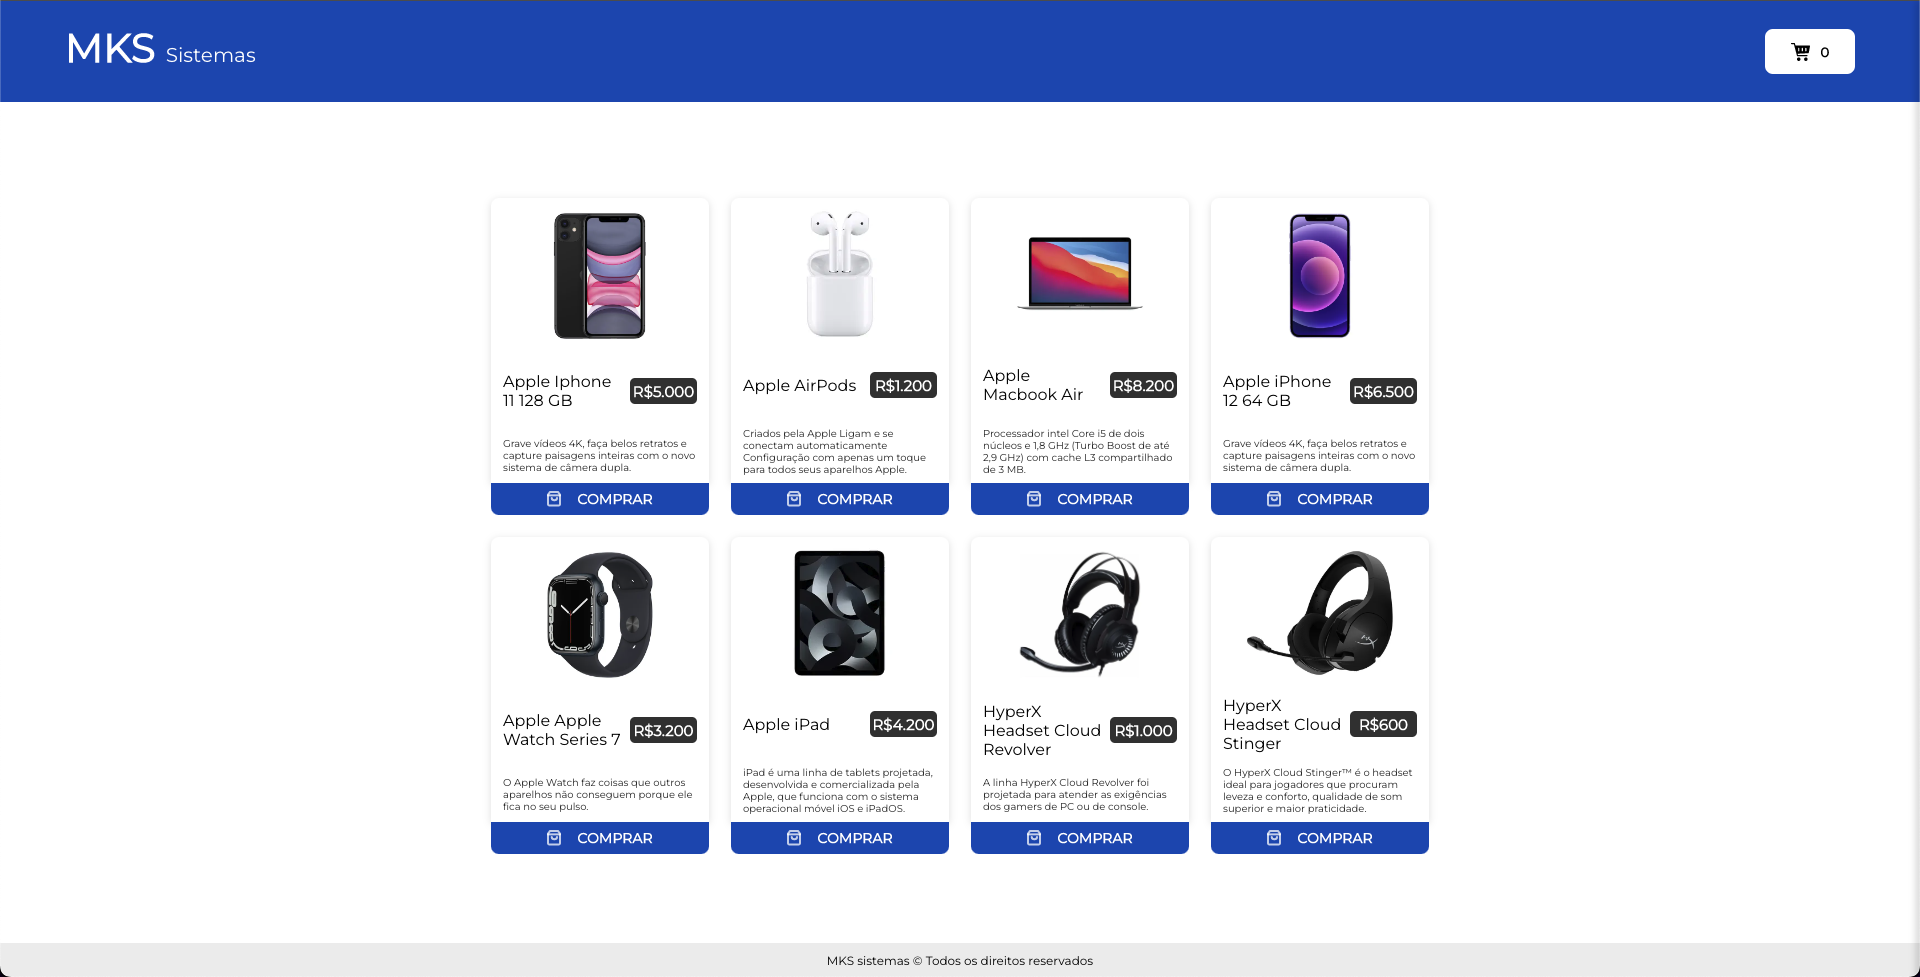 MKS Sistemas
0
Apple Iphone
11 128 GB
R$5.000
Grave vídeos 4K, faça belos retratos e
capture paisagens inteiras com o novo
sistema de câmera dupla.
COMPRAR
Apple AirPods
R$1.200
Criados pela Apple Ligam e se
conectam automaticamente
Configuração com apenas um toque
para todos seus aparelhos Apple.
COMPRAR
Apple
Macbook Air
R$8.200
Processador intel Core i5 de dois
núcleos e 1,8 GHz (Turbo Boost de até
2,9 GHz) com cache L3 compartilhado
de 3 MB.
COMPRAR
Apple iPhone
12 64 GB
R$6.500
Grave vídeos 4K, faça belos retratos e
capture paisagens inteiras com o novo
sistema de câmera dupla.
COMPRAR
Apple Apple
Watch Series 7
R$3.200
O Apple Watch faz coisas que outros
aparelhos não conseguem porque ele
fica no seu pulso.
COMPRAR
Apple iPad
R$4.200
iPad é uma linha de tablets projetada,
desenvolvida e comercializada pela
Apple, que funciona com o sistema
operacional móvel iOS e iPadOS.
COMPRAR
HyperX
Headset Cloud
Revolver
R$1.000
A linha HyperX Cloud Revolver foi
projetada para atender as exigências
dos gamers de PC ou de console.
COMPRAR
HyperX
Headset Cloud
Stinger
R$600
O HyperX Cloud Stinger™ é o headset
ideal para jogadores que procuram
leveza e conforto, qualidade de som
superior e maior praticidade.
COMPRAR
MKS sistemas © Todos os direitos reservados